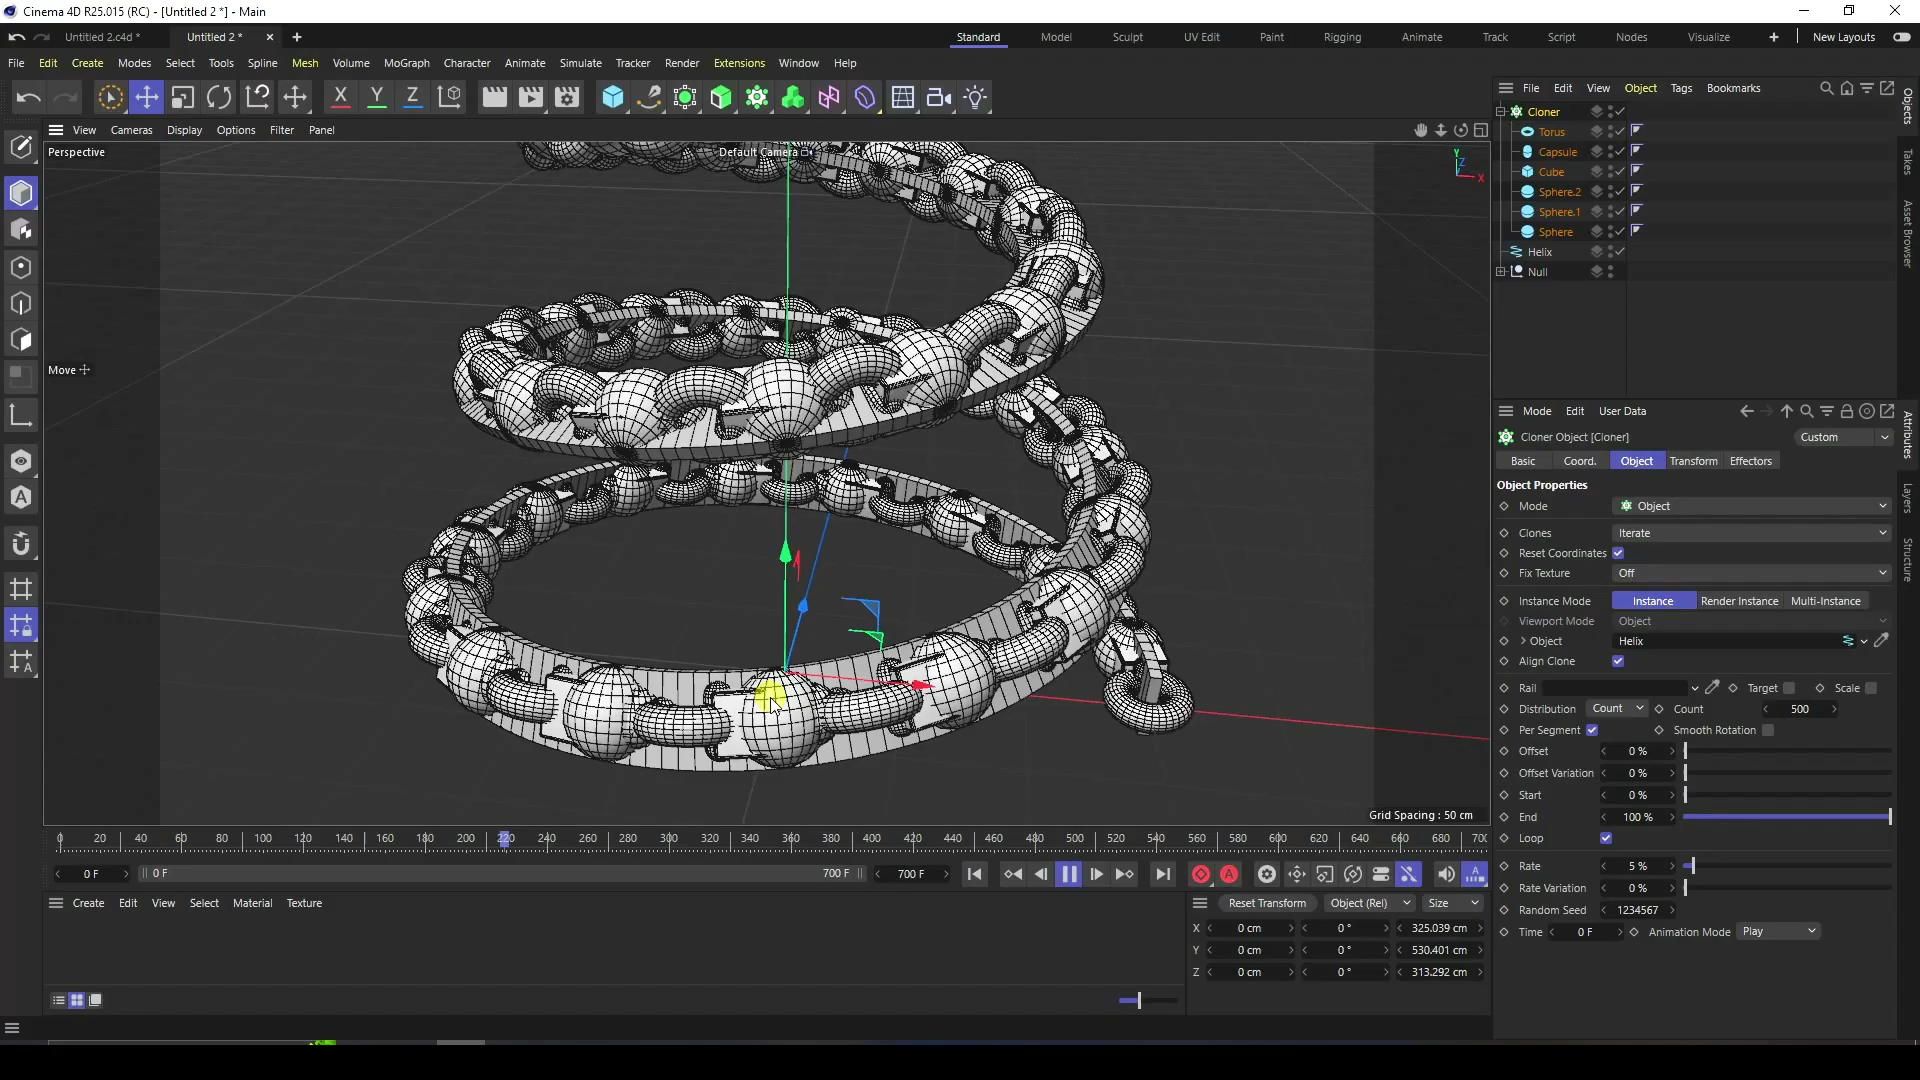 Cinema 4D R25.015 (RC) - [Untitled 2 *] - Main
Untitled 2.c4d *
Untitled 2 *
Standard Model Sculpt UV Edit Paint Rigging Animate Track Script Nodes Visualize New Layouts
File Edit Create Modes Select Tools Spline Mesh Volume MoGraph Character Animate Simulate Tracker Render Extensions Window Help
X Y Z
File Edit View Object Tags Bookmarks
View Cameras Display Options Filter Panel
Perspective
Default Camera
Y
Z
X
Move
Grid Spacing : 50 cm
Cloner
Torus
Capsule
Cube
Sphere.2
Sphere.1
Sphere
Helix
Null
Objects
Takes
Asset Browser
Attributes
Layers
Structure
Mode Edit User Data
Cloner Object [Cloner] Custom
Basic Coord. Object Transform Effectors
Object Properties
Mode Object
Clones Iterate
Reset Coordinates
Fix Texture Off
Instance Mode Instance Render Instance Multi-Instance
Viewport Mode Object
Object Helix
Align Clone
Rail Target Scale
Distribution Count Count 500
Per Segment Smooth Rotation
Offset 0 %
Offset Variation 0 %
Start 0 %
End 100 %
Loop
Rate 5 %
Rate Variation 0 %
Random Seed 1234567
Time 0 F Animation Mode Play
0 20 40 60 80 100 120 140 160 180 200 220 240 260 280 300 320 340 360 380 400 420 440 460 480 500 520 540 560 580 600 620 640 660 680 700
0 F 0 F 700 F 700 F
Create Edit View Select Material Texture
Reset Transform Object (Rel) Size
X 0 cm 0 ° 325.039 cm
Y 0 cm 0 ° 530.401 cm
Z 0 cm 0 ° 313.292 cm